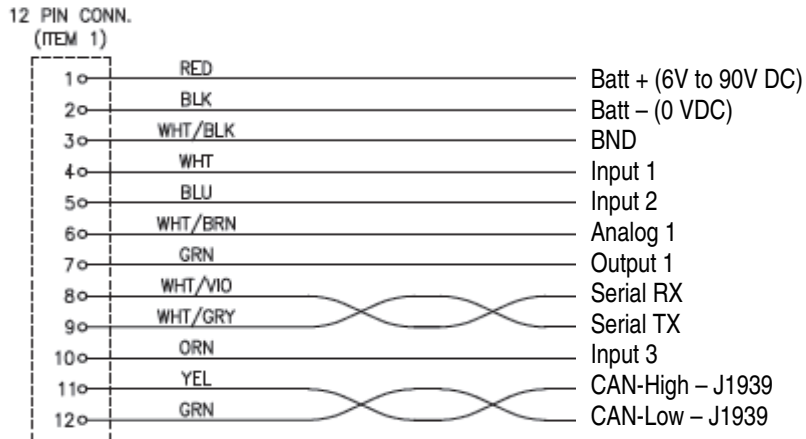 12 PIN CONN.
(ITEM 1)
1 RED Batt + (6V to 90V DC)
2 BLK Batt – (0 VDC)
3 WHT/BLK BND
4 WHT Input 1
5 BLU Input 2
6 WHT/BRN Analog 1
7 GRN Output 1
8 WHT/VIO Serial RX
9 WHT/GRY Serial TX
10 ORN Input 3
11 YEL CAN-High – J1939
12 GRN CAN-Low – J1939